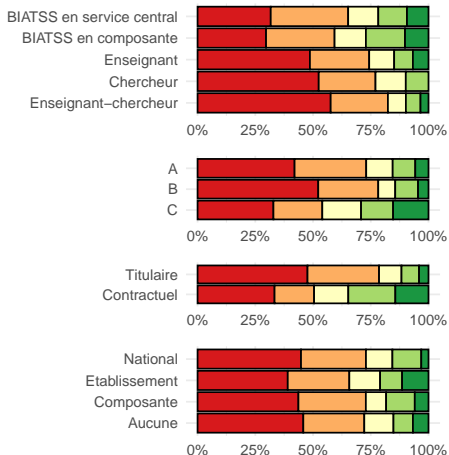 BIATSS en service central
BIATSS en composante
Enseignant
Chercheur
Enseignant−chercheur
0% 25% 50% 75% 100%
A
B
C
0% 25% 50% 75% 100%
Titulaire
Contractuel
0% 25% 50% 75% 100%
National
Etablissement
Composante
Aucune
0% 25% 50% 75% 100%